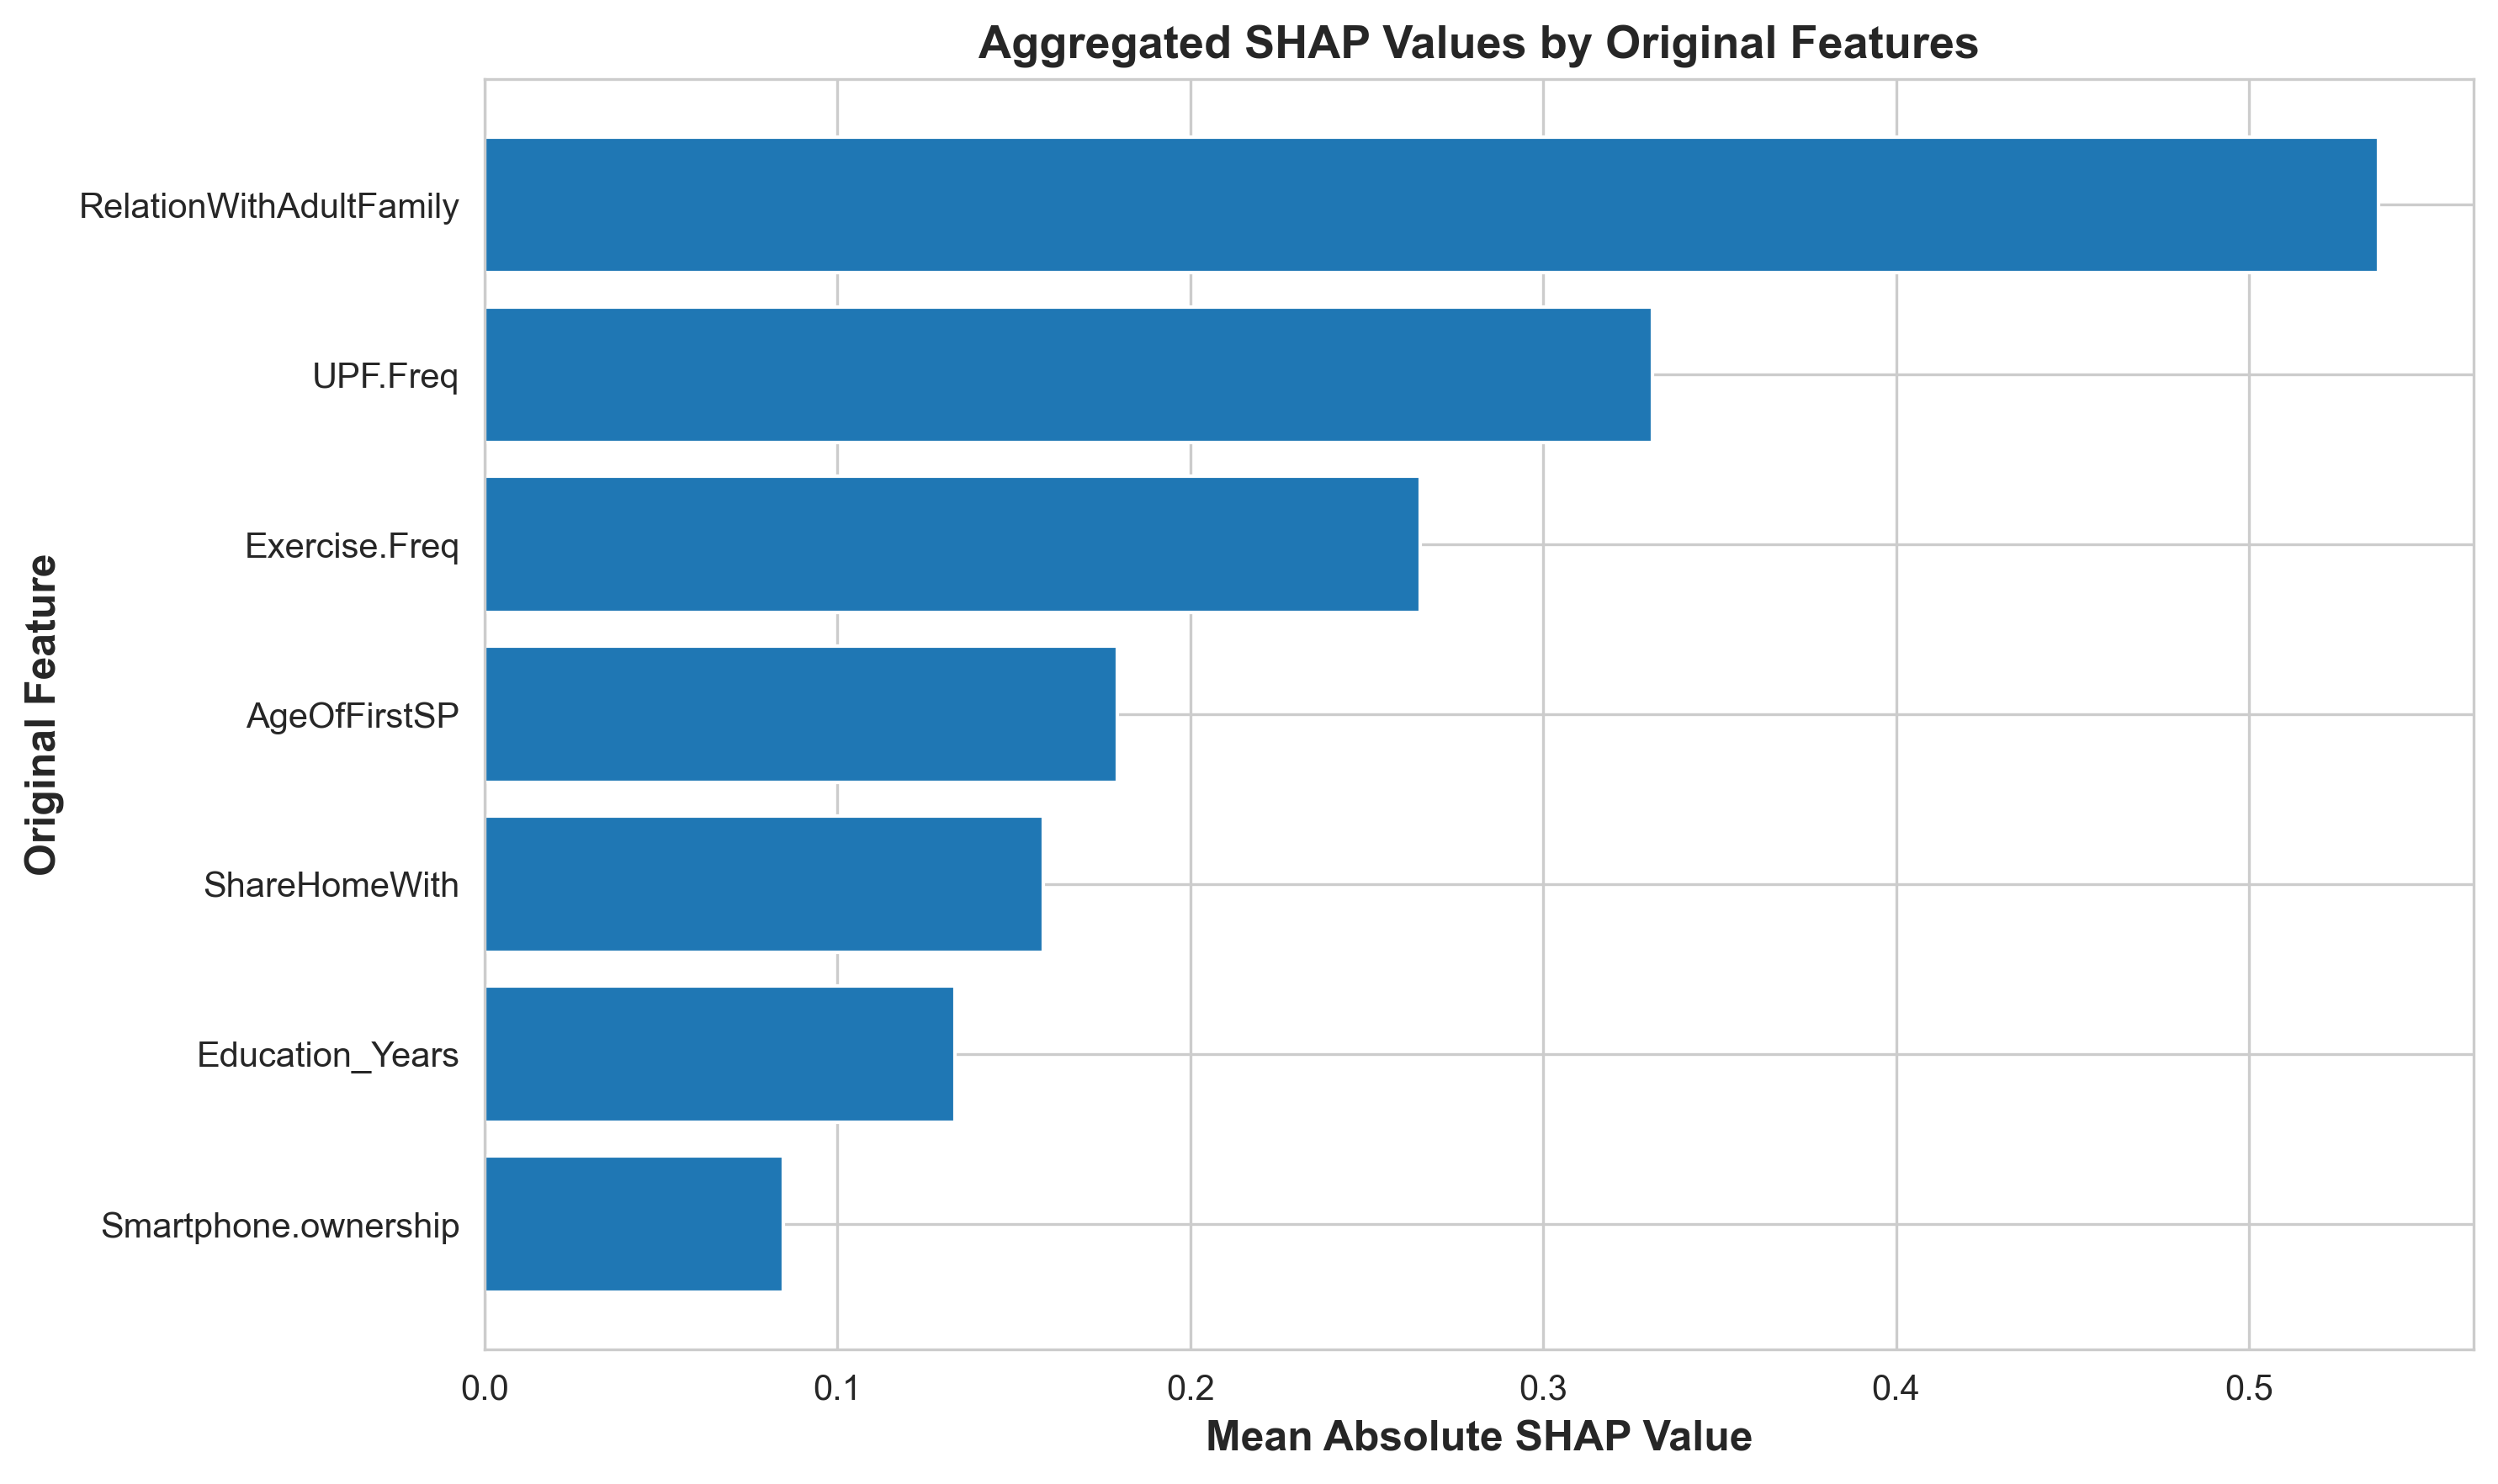 Aggregated SHAP Values by Original Features
Original Feature
RelationWithAdultFamily
UPF.Freq
Exercise.Freq
AgeOfFirstSP
ShareHomeWith
Education_Years
Smartphone.ownership
0.0 0.1 0.2 0.3 0.4 0.5
Mean Absolute SHAP Value